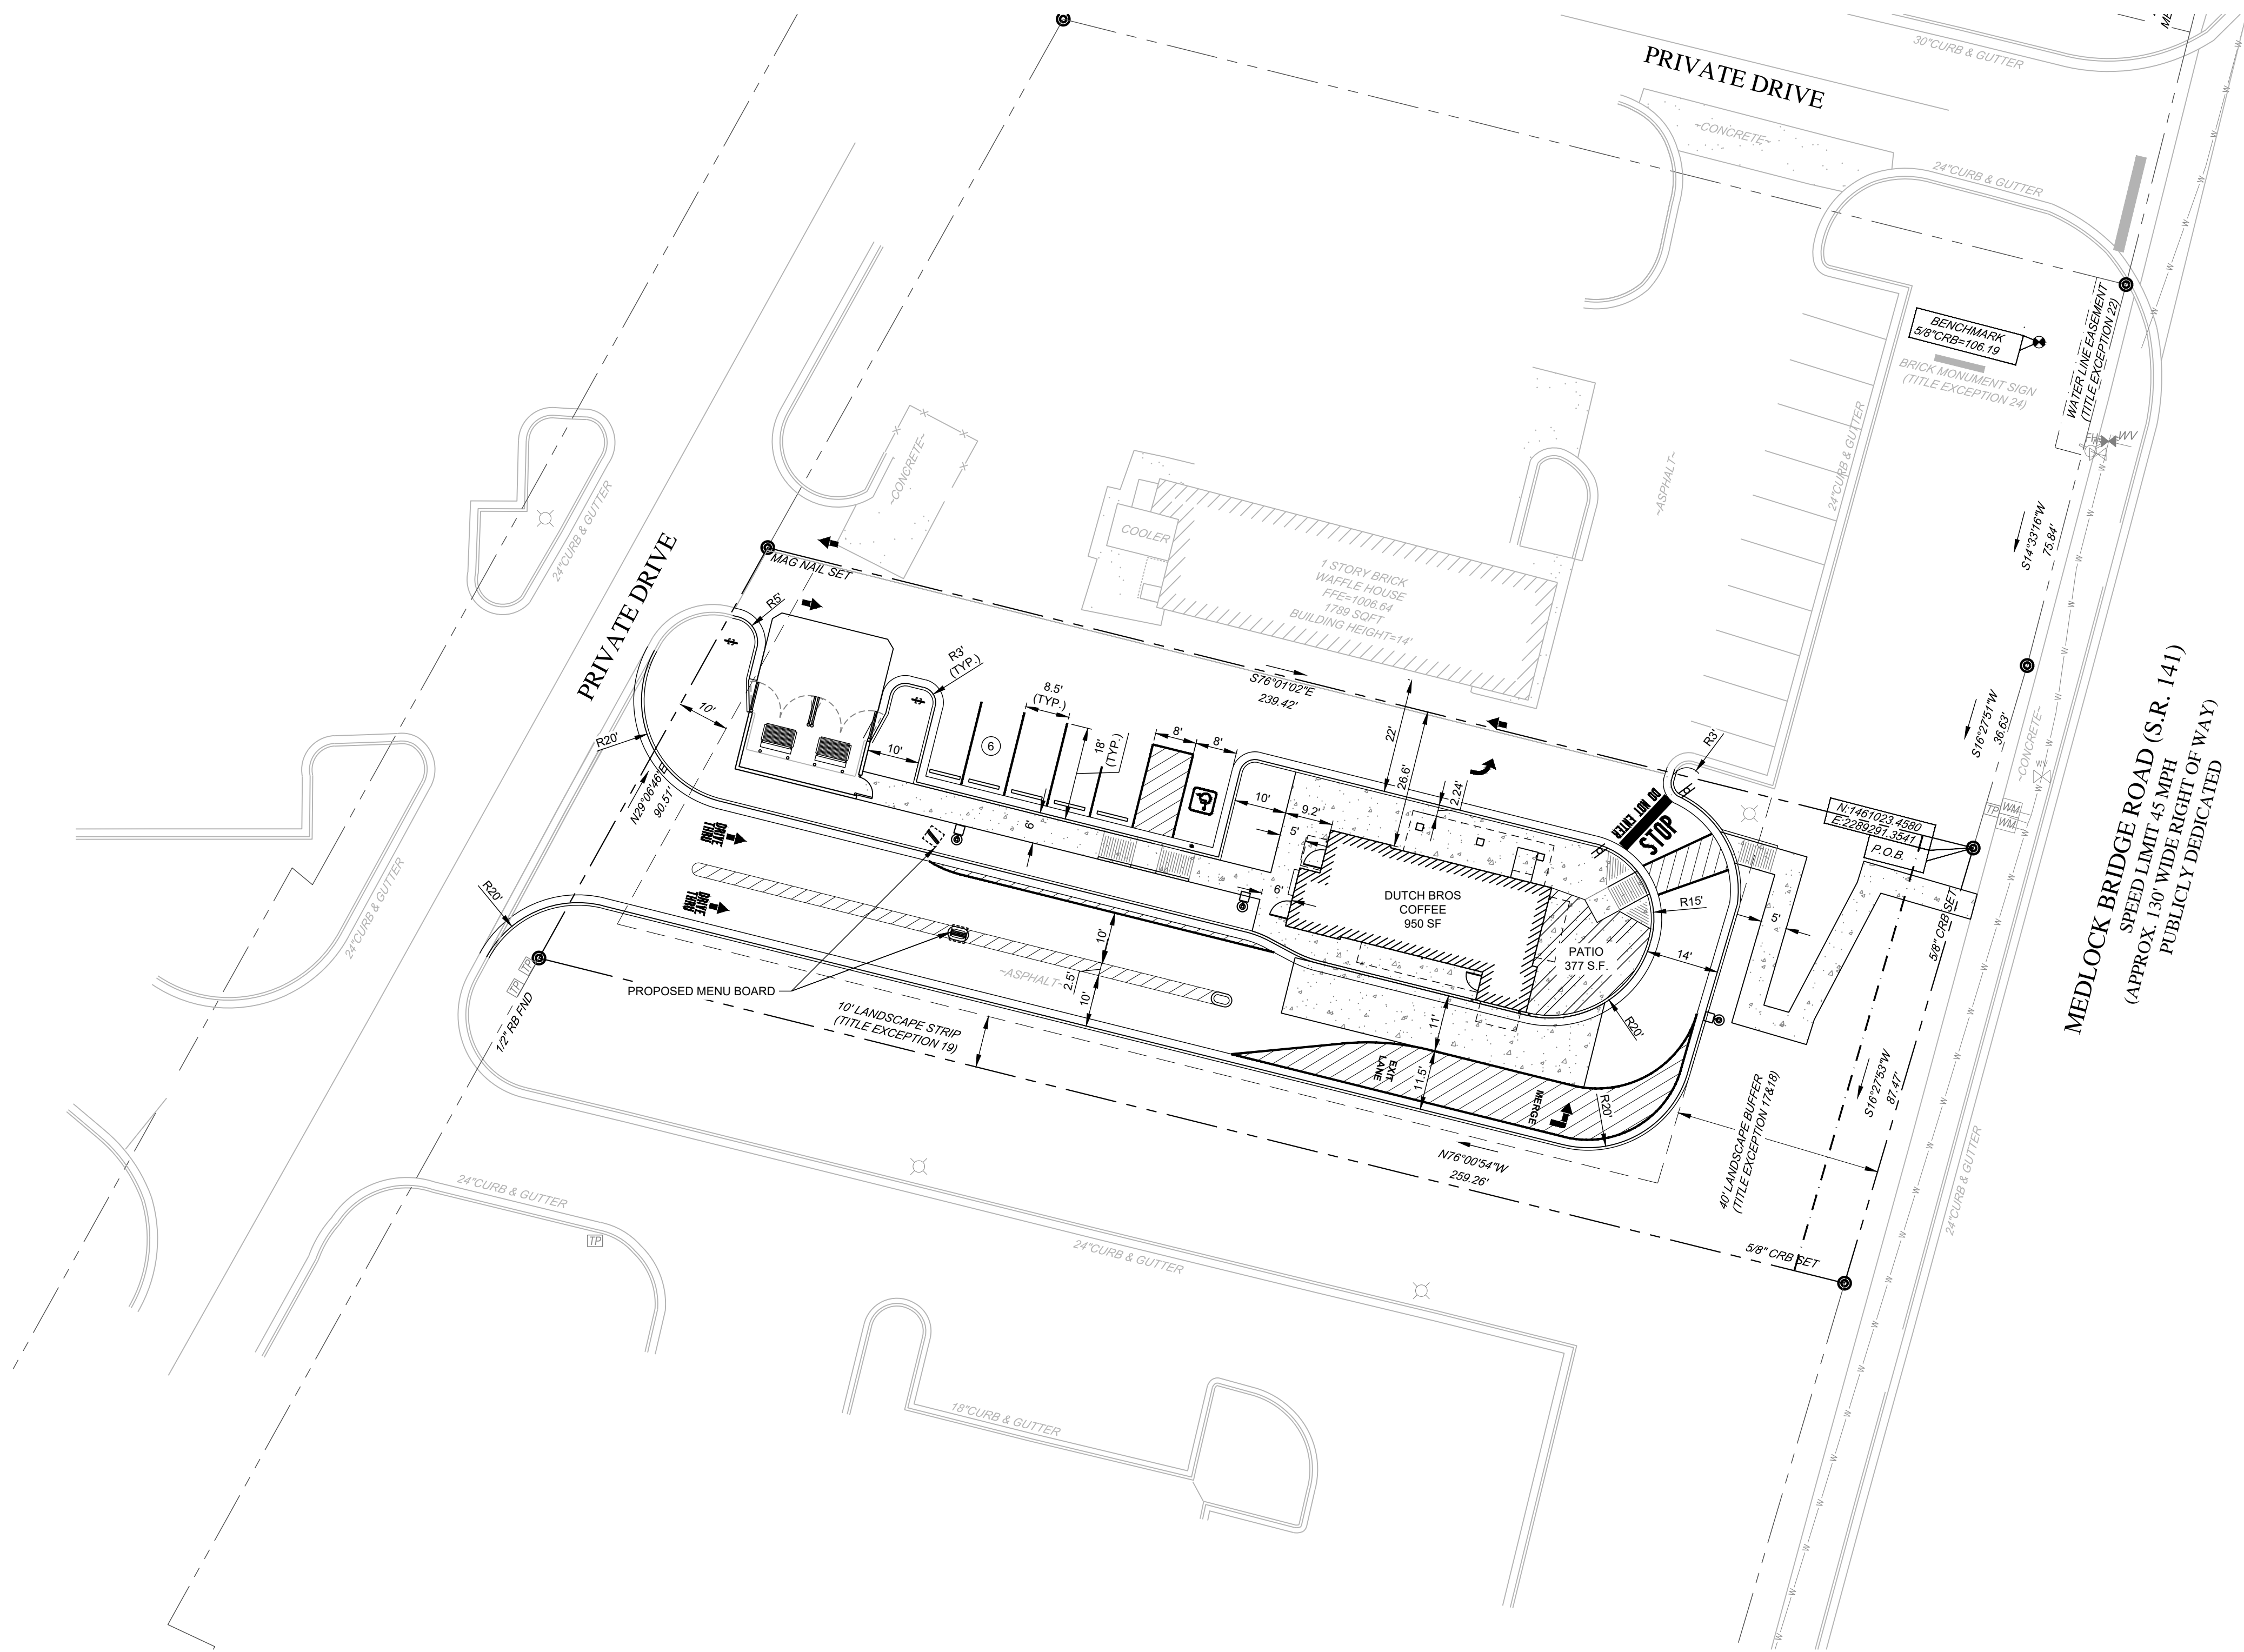 ME
30"CURB & GUTTER
PRIVATE DRIVE
~CONCRETE~
24"CURB & GUTTER
BENCHMARK
5/8"CRB=106.19
BRICK MONUMENT SIGN
(TITLE EXCEPTION 24)
WATER LINE EASEMENT
(TITLE EXCEPTION 22)
FH
WV
24"CURB & GUTTER
~ASPHALT~
~CONCRETE~
24"CURB & GUTTER
COOLER
1 STORY BRICK
WAFFLE HOUSE
FFE=1006.64
1789 SQFT
BUILDING HEIGHT=14'
S14°33'16"W
75.84'
PRIVATE DRIVE
MAG NAIL SET
R5'
R3'
(TYP.)
8.5'
(TYP.)
S76°01'02"E
239.42'
S16°27'51"W
36.63'
~CONCRETE~
WV
MEDLOCK BRIDGE ROAD (S.R. 141)
SPEED LIMIT 45 MPH
(APPROX. 130' WIDE RIGHT OF WAY)
PUBLICLY DEDICATED
10'
R20'
10'
6
18'
(TYP.)
8'
8'
22'
26.6'
2.24'
R3'
DO NOT ENTER
STOP
N:1461023.4580
E:2289291.3541
P.O.B.
TP
WM
WM
N29°06'46"E
90.51'
6'
10'
9.2'
5'
DRIVE
THRU
DRIVE
THRU
R20'
6'
DUTCH BROS
COFFEE
950 SF
PATIO
377 S.F.
R15'
14'
5'
5/8" CRB SET
24"CURB & GUTTER
TP
TP
1/2" RB FND
PROPOSED MENU BOARD
~ASPHALT~
10'
2.5'
10'
10' LANDSCAPE STRIP
(TITLE EXCEPTION 19)
11'
11.5'
EXIT
LANE
MERGE
R20'
R20'
40' LANDSCAPE BUFFER
(TITLE EXCEPTION 17&18)
S16°27'53"W
87.47'
N76°00'54"W
259.26'
5/8" CRB SET
24"CURB & GUTTER
24"CURB & GUTTER
TP
24"CURB & GUTTER
18"CURB & GUTTER